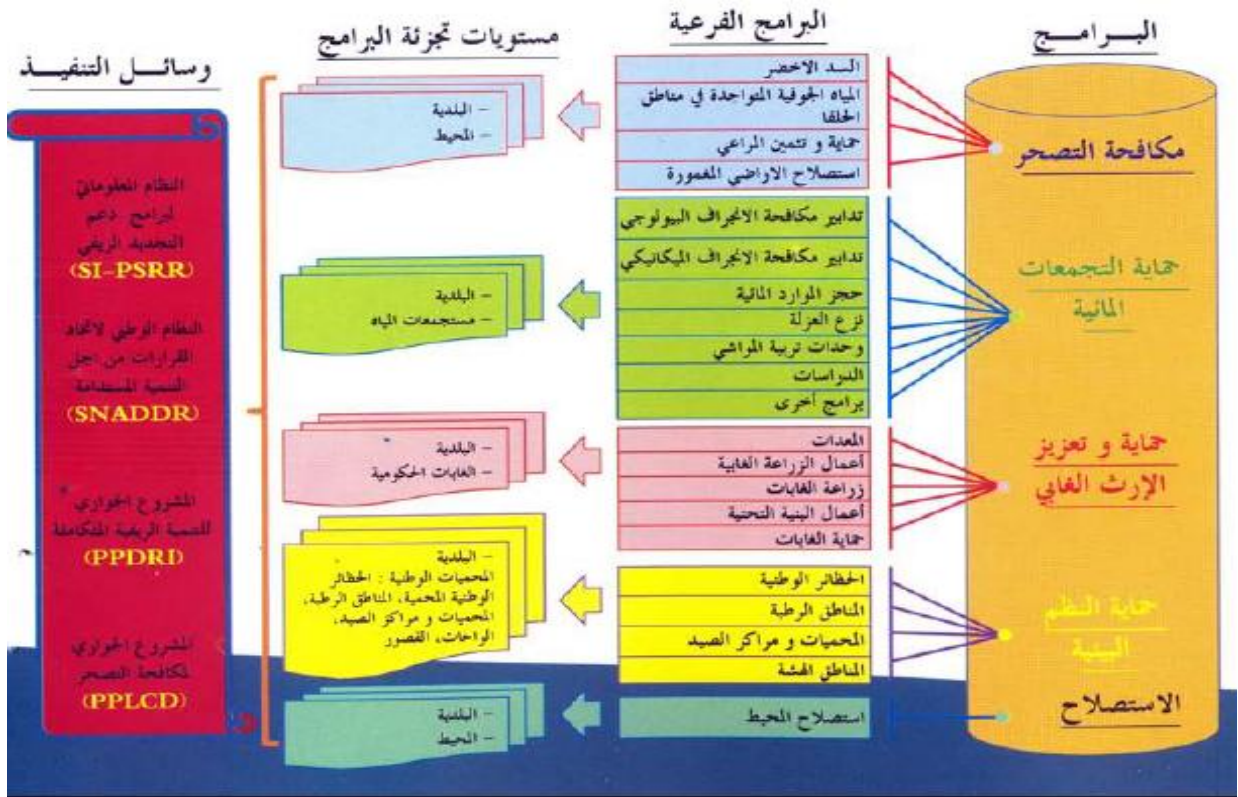 البرامـــج
مكافحة التصحر
حماية التجمعات
المائية
حماية و تعزيز
الإرث الغابي
حماية النظم
البيئية
الاستصلاح
البرامج الفرعية
السد الاخضر
المياه الجوفية المتواجدة في مناطق
الحلفا
حماية و تثمين المراعي
استصلاح الاراضي المغمورة
تدابير مكافحة الانجراف البيولوجي
تدابير مكافحة الانجراف الميكانيكي
حجز الموارد المائية
نزع العزلة
وحدات تربية المواشي
الدراسات
برامج أخرى
المعدات
أعمال الزراعة الغابية
زراعة الغابات
أعمال البنية التحتية
حماية الغابات
الحظائر الوطنية
المناطق الرطبة
المحميات و مراكز الصيد
المناطق الهشة
استصلاح المحيط
مستويات تجزئة البرامج
– البلدية
– المحيط
– البلدية
– مستجمعات المياه
– البلدية
– الغابات الحكومية
– البلدية
المحميات الوطنية : الحظائر
الوطنية المحمية، المناطق الرطبة،
المحميات و مراكز الصيد،
الواحات، القصور
– البلدية
– المحيط
وسائـــل التنفيـــذ
النظام المعلوماتي
لبرامج دعم
التجديد الريفي
(SI-PSRR)
النظام الوطني لاتخاذ
القرارات من اجل
التنمية المستدامة
(SNADDR)
المشروع الجواري
للتنمية الريفية المتكاملة
(PPDRI)
المشروع الجواري
لمكافحة التصحر
(PPLCD)